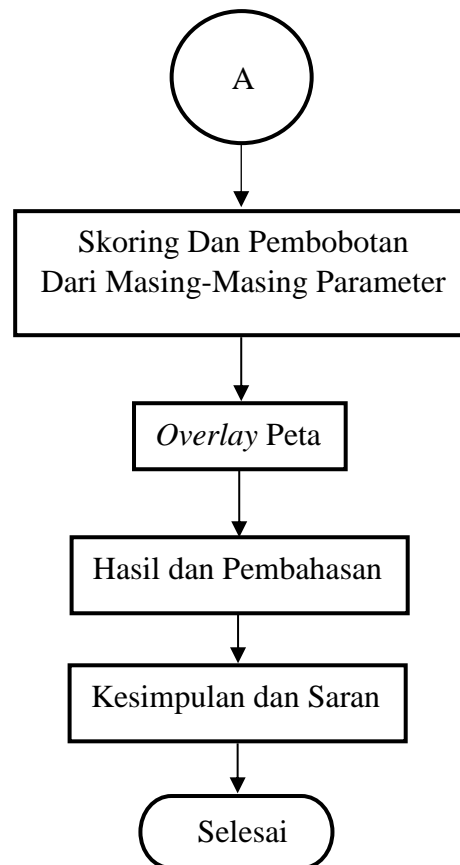 A
Skoring Dan Pembobotan
Dari Masing-Masing Parameter
Overlay Peta
Hasil dan Pembahasan
Kesimpulan dan Saran
Selesai